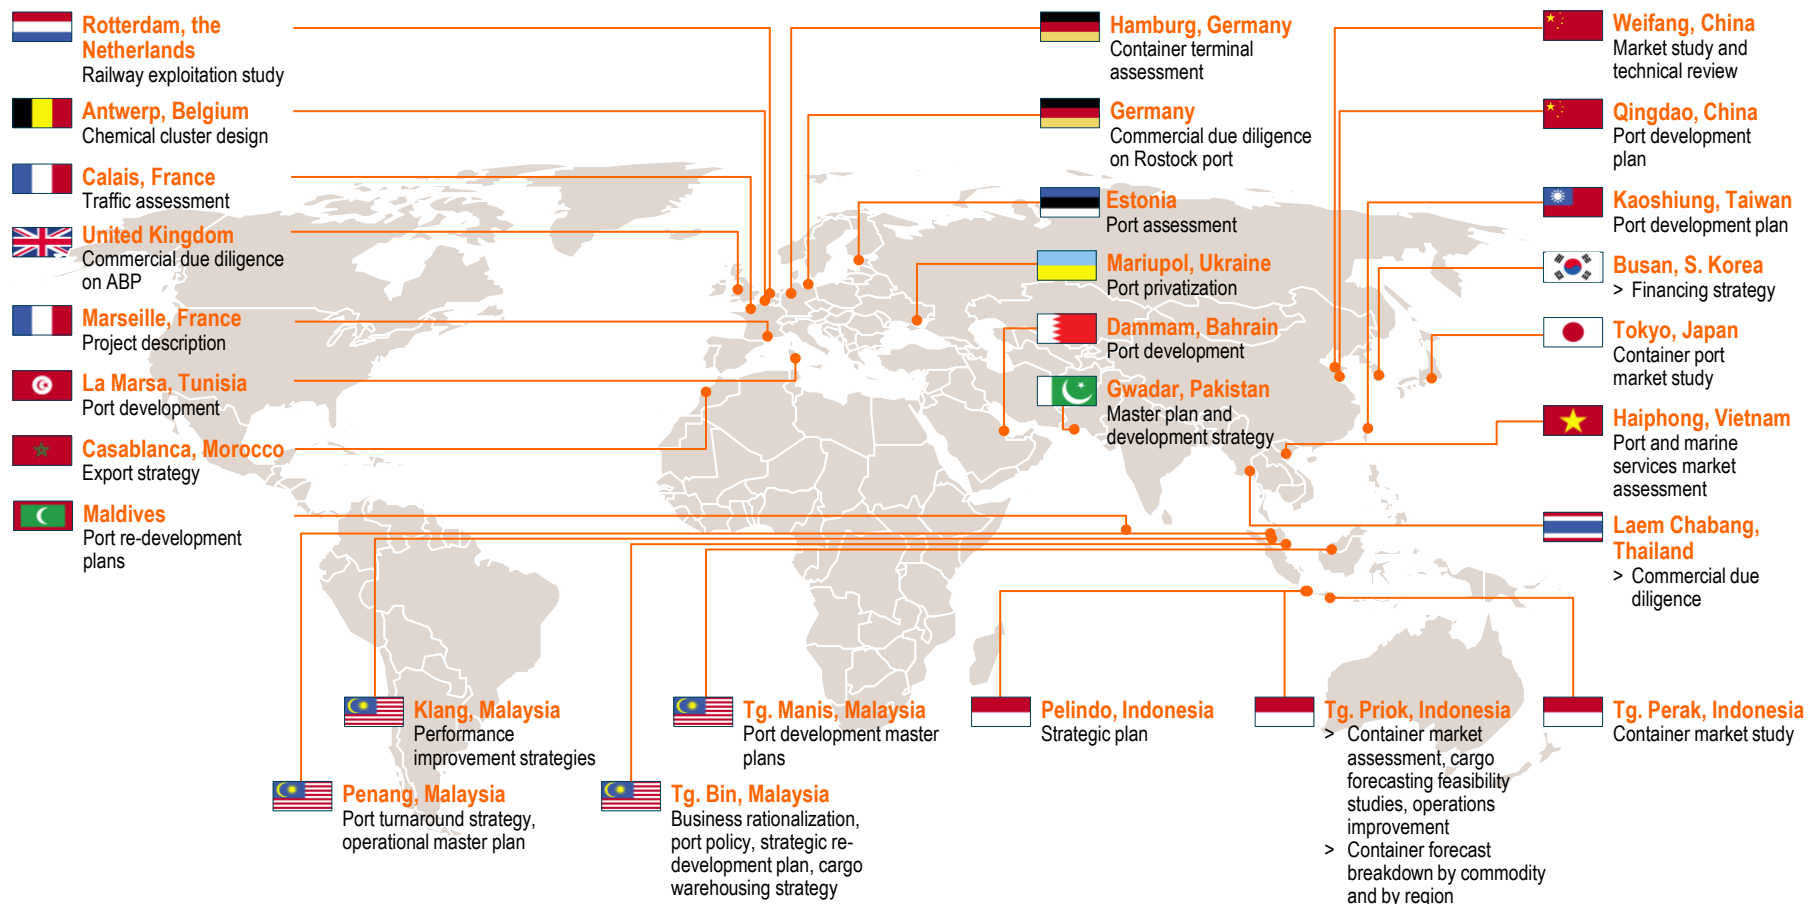 Rotterdam, the
Netherlands
Railway exploitation study
Antwerp, Belgium
Chemical cluster design
Calais, France
Traffic assessment
United Kingdom
Commercial due diligence
on ABP
Marseille, France
Project description
La Marsa, Tunisia
Port development
Casablanca, Morocco
Export strategy
Maldives
Port re-development
plans
Hamburg, Germany
Container terminal
assessment
Germany
Commercial due diligence
on Rostock port
Estonia
Port assessment
Mariupol, Ukraine
Port privatization
Dammam, Bahrain
Port development
Gwadar, Pakistan
Master plan and
development strategy
Weifang, China
Market study and
technical review
Qingdao, China
Port development
plan
Kaoshiung, Taiwan
Port development plan
Busan, S. Korea
> Financing strategy
Tokyo, Japan
Container port
market study
Haiphong, Vietnam
Port and marine
services market
assessment
Laem Chabang,
Thailand
> Commercial due
diligence
Klang, Malaysia
Performance
improvement strategies
Tg. Manis, Malaysia
Port development master
plans
Pelindo, Indonesia
Strategic plan
Tg. Priok, Indonesia
> Container market
assessment, cargo
forecasting feasibility
studies, operations
improvement
> Container forecast
breakdown by commodity
and by region
Tg. Perak, Indonesia
Container market study
Penang, Malaysia
Port turnaround strategy,
operational master plan
Tg. Bin, Malaysia
Business rationalization,
port policy, strategic re-
development plan, cargo
warehousing strategy